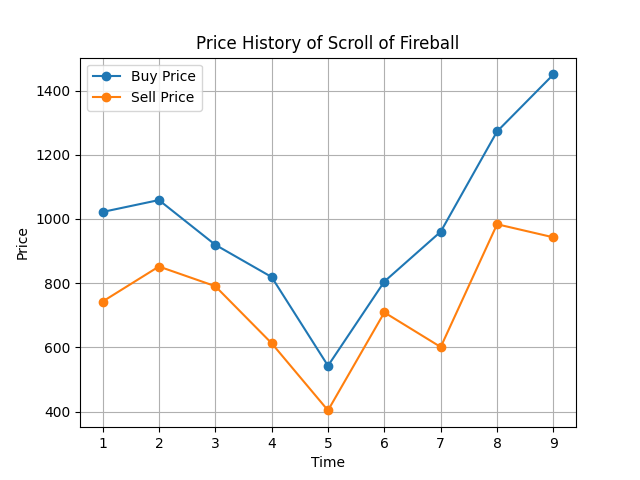 Price History of Scroll of Fireball
Buy Price
Sell Price
1400
1200
1000
800
600
400
Price
1 2 3 4 5 6 7 8 9
Time